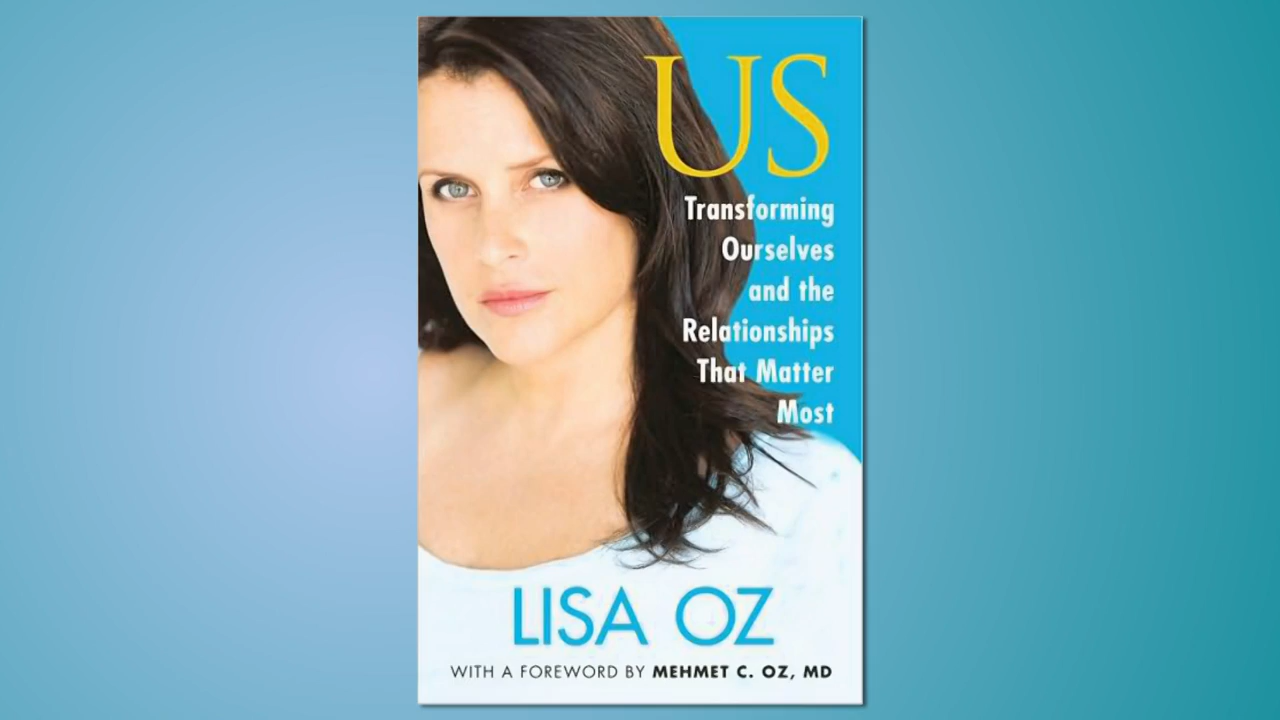 US
Transforming
Ourselves
and the
Relationships
That Matter
Most
LISA OZ
WITH A FOREWORD BY MEHMET C. OZ, MD